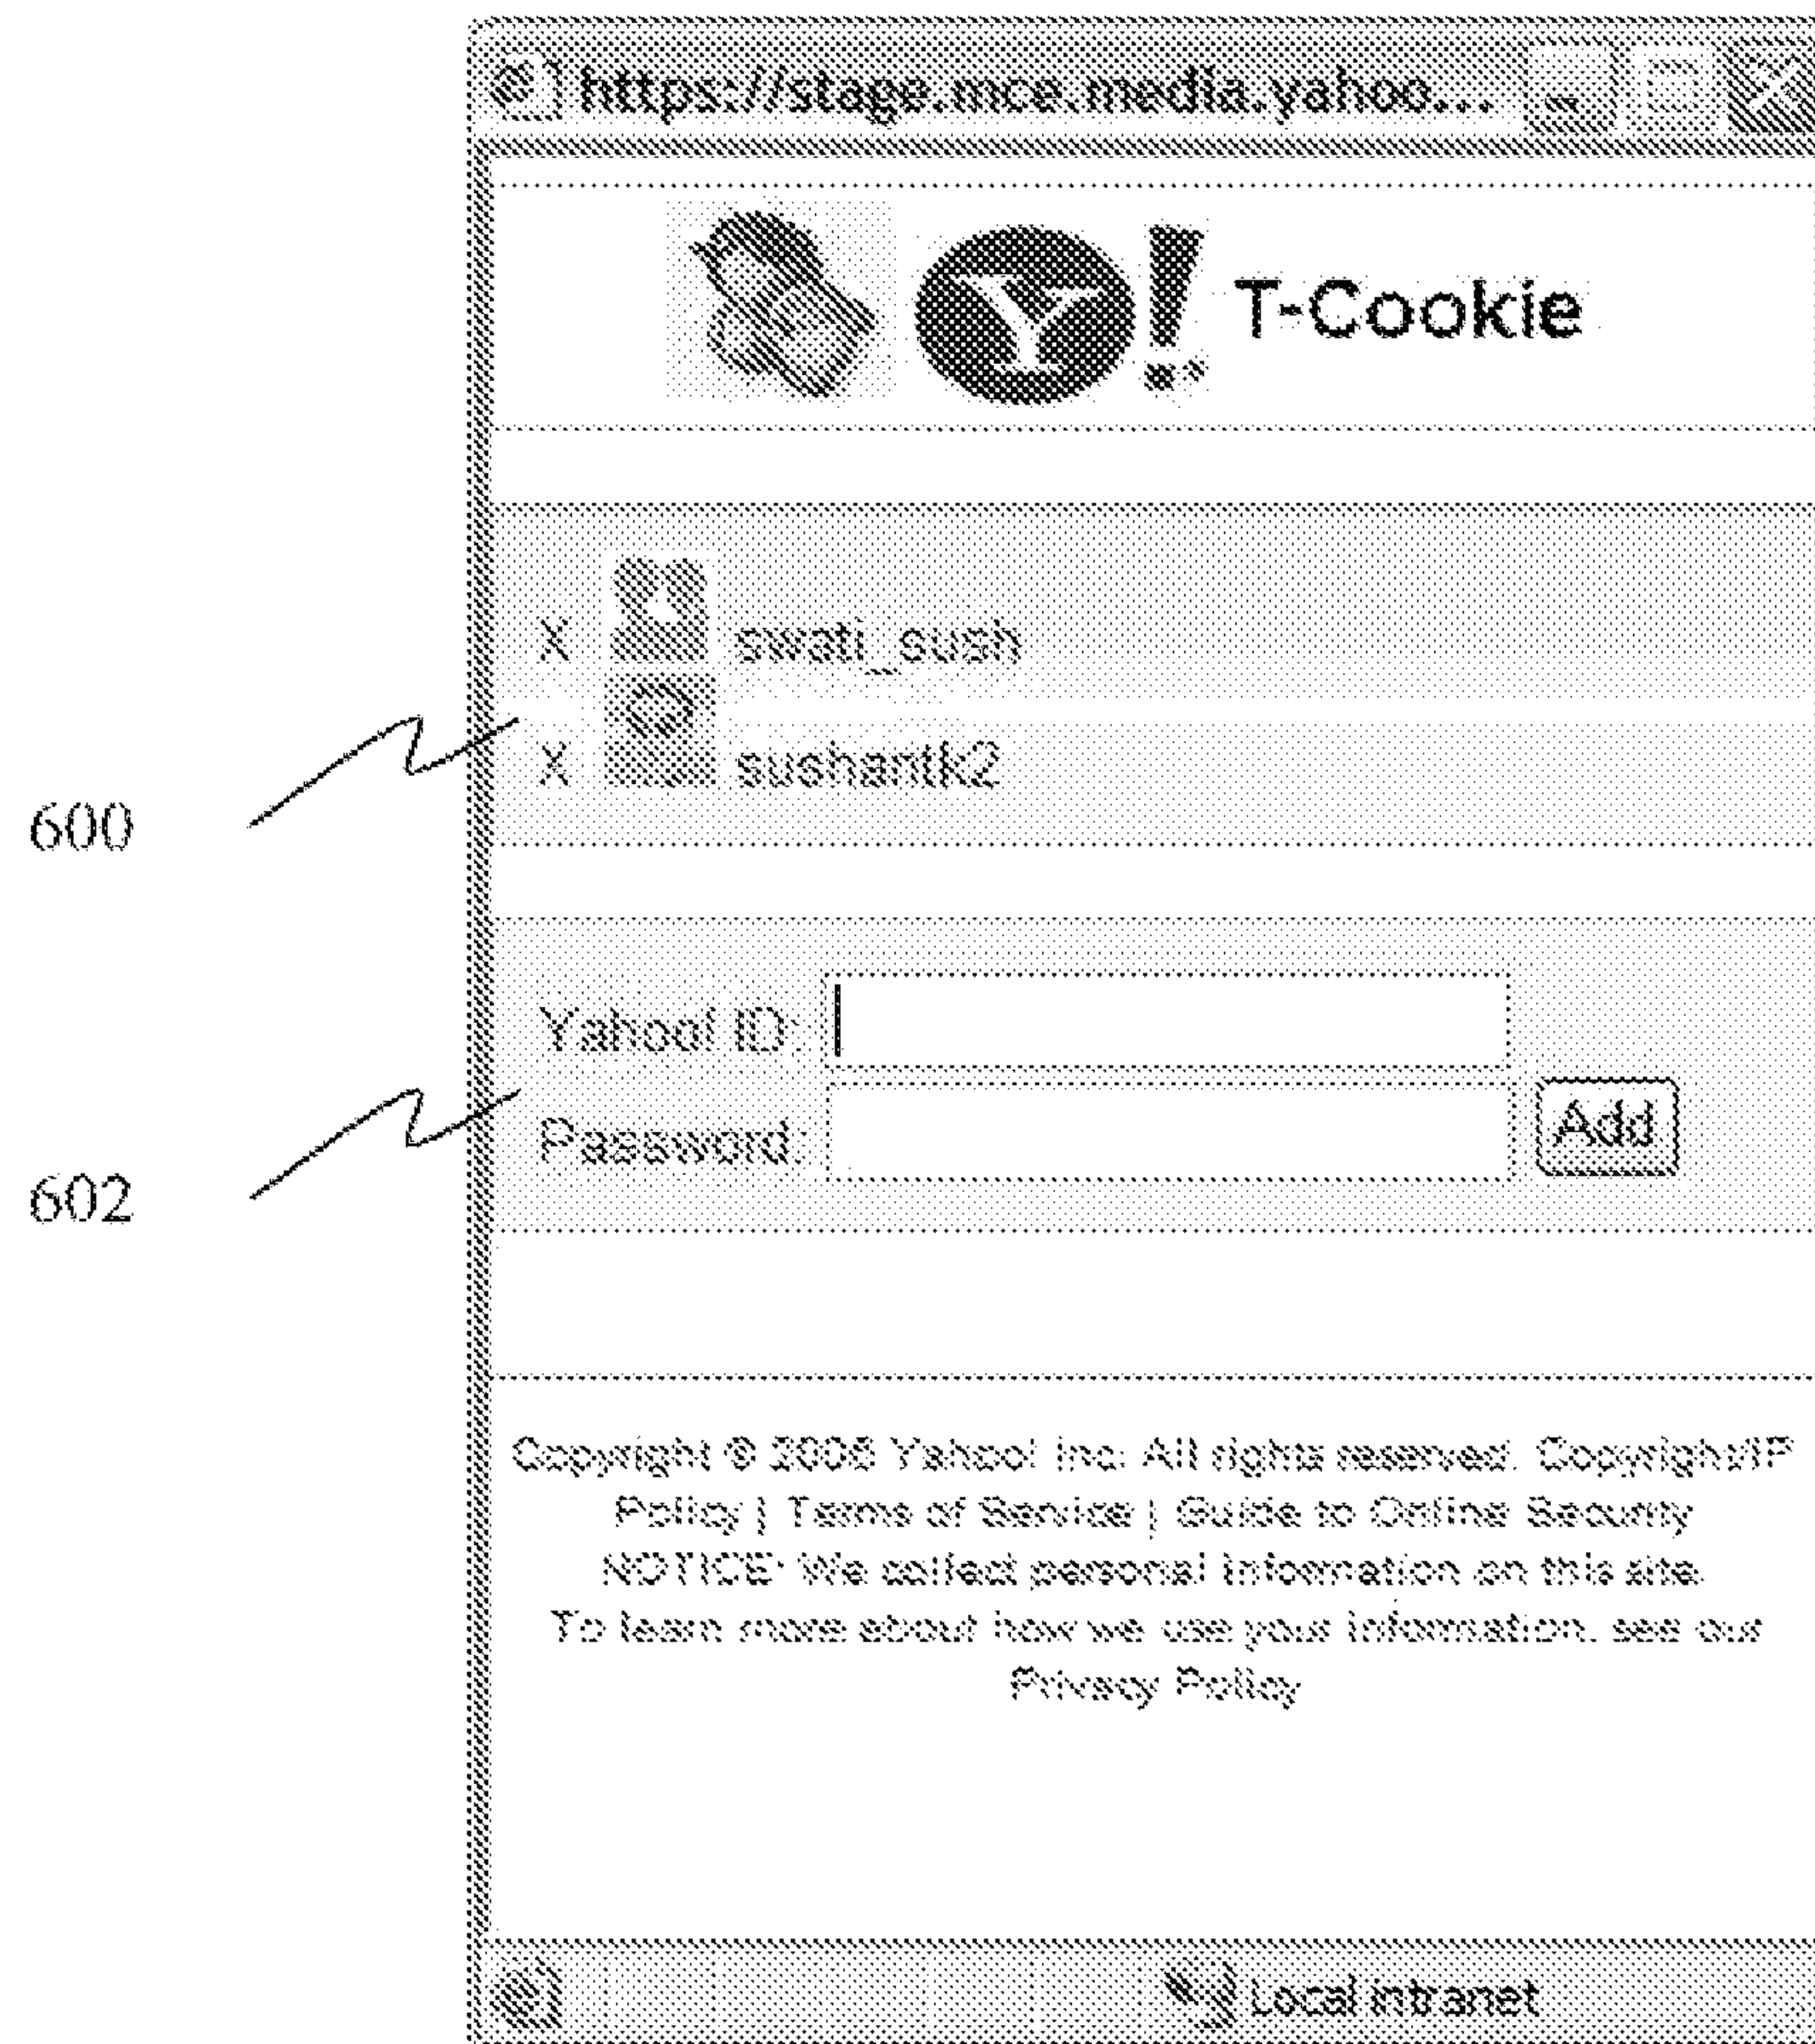 https://stage.mce.media.yahoo...
Y! T-Cookie
X swati_sush
X sushantk2
600
Yahoo! ID:
Password: Add
602
Copyright © 2006 Yahoo! Inc. All rights reserved. Copyright/IP
Policy | Terms of Service | Guide to Online Security
NOTICE: We collect personal information on this site.
To learn more about how we use your information, see our
Privacy Policy
Local intranet